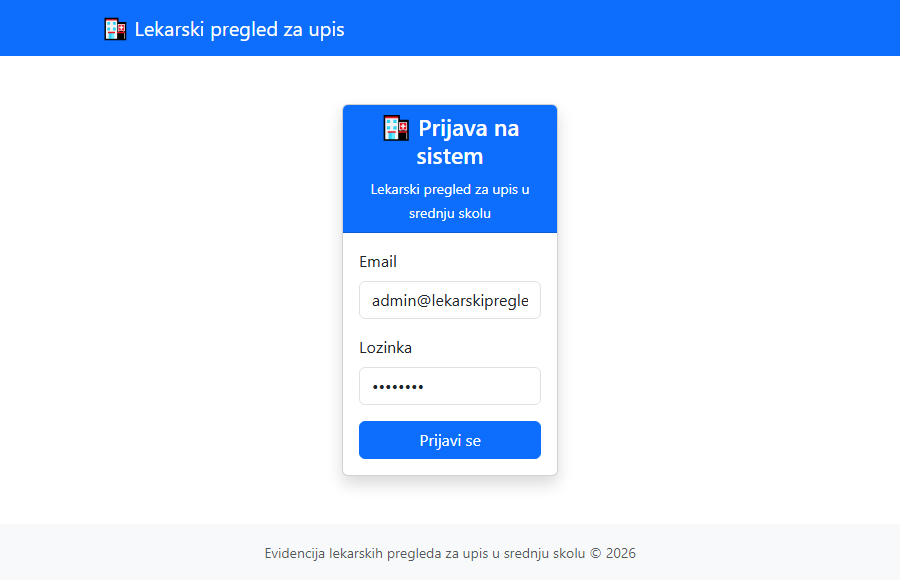 Lekarski pregled za upis
Prijava na
sistem
Lekarski pregled za upis u
srednju skolu
Email
admin@lekarskipregle
Lozinka
••••••••
Prijavi se
Evidencija lekarskih pregleda za upis u srednju skolu © 2026